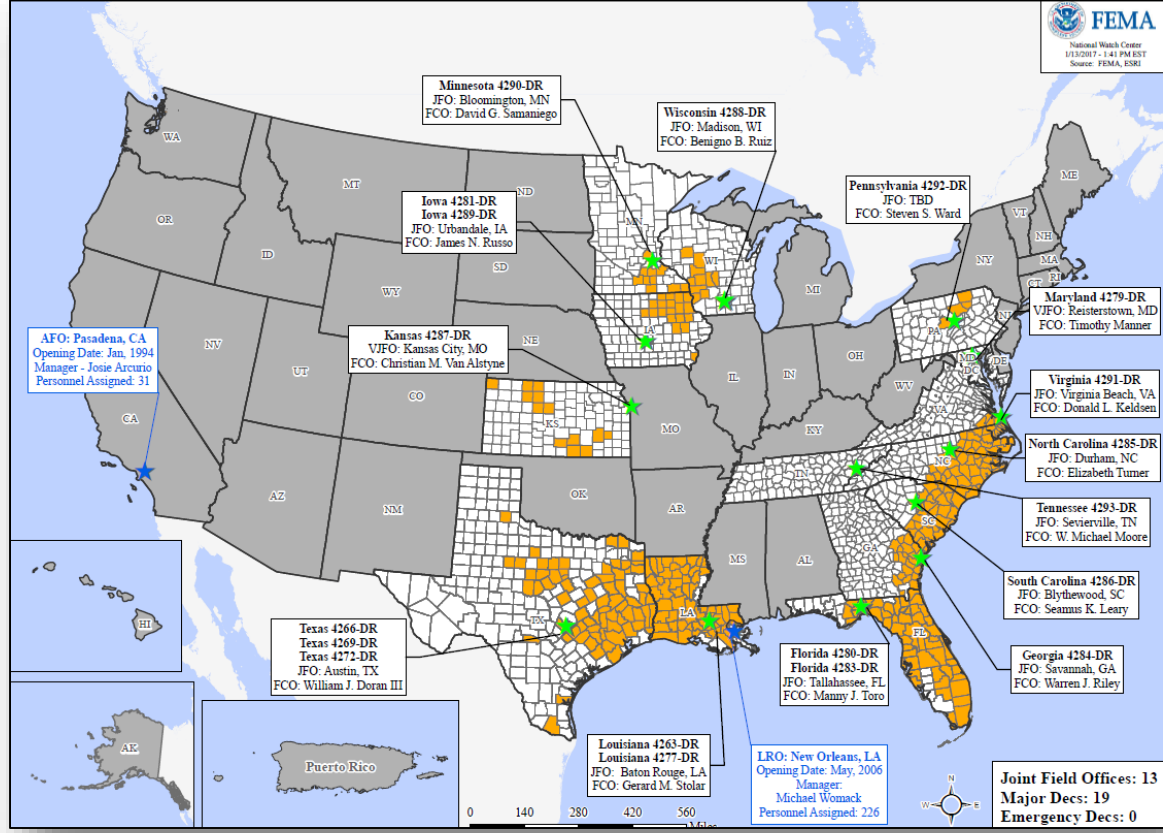 FEMA
National Watch Center
1/13/2017 - 1:41 PM EST
Source: FEMA, ESRI
Minnesota 4290-DR
JFO: Bloomington, MN
FCO: David G. Samaniego
Wisconsin 4288-DR
JFO: Madison, WI
FCO: Benigno B. Ruiz
Iowa 4281-DR
Iowa 4289-DR
JFO: Urbandale, IA
FCO: James N. Russo
Pennsylvania 4292-DR
JFO: TBD
FCO: Steven S. Ward
Maryland 4279-DR
VJFO: Reisterstown, MD
FCO: Timothy Manner
Kansas 4287-DR
VJFO: Kansas City, MO
FCO: Christian M. Van Alstyne
AFO: Pasadena, CA
Opening Date: Jan, 1994
Manager - Josie Arcurio
Personnel Assigned: 31
Virginia 4291-DR
JFO: Virginia Beach, VA
FCO: Donald L. Keldsen
North Carolina 4285-DR
JFO: Durham, NC
FCO: Elizabeth Turner
Tennessee 4293-DR
JFO: Sevierville, TN
FCO: W. Michael Moore
South Carolina 4286-DR
JFO: Blythewood, SC
FCO: Seamus K. Leary
Georgia 4284-DR
JFO: Savannah, GA
FCO: Warren J. Riley
Texas 4266-DR
Texas 4269-DR
Texas 4272-DR
JFO: Austin, TX
FCO: William J. Doran III
Florida 4280-DR
Florida 4283-DR
JFO: Tallahassee, FL
FCO: Manny J. Toro
Louisiana 4263-DR
Louisiana 4277-DR
JFO: Baton Rouge, LA
FCO: Gerard M. Stolar
LRO: New Orleans, LA
Opening Date: May, 2006
Manager:
Michael Womack
Personnel Assigned: 226
WA
MT
ND
MN
ME
OR
ID
SD
WI
VT
NH
NY
MA
CT
RI
WY
MI
IA
PA
NJ
NV
NE
OH
MD
DE
DC
UT
CO
IL
IN
WV
VA
CA
KS
MO
KY
NC
TN
AZ
NM
OK
AR
SC
MS
AL
GA
TX
LA
FL
HI
AK
Puerto Rico
0 140 280 420 560
Miles
N
W
E
S
Joint Field Offices: 13
Major Decs: 19
Emergency Decs: 0